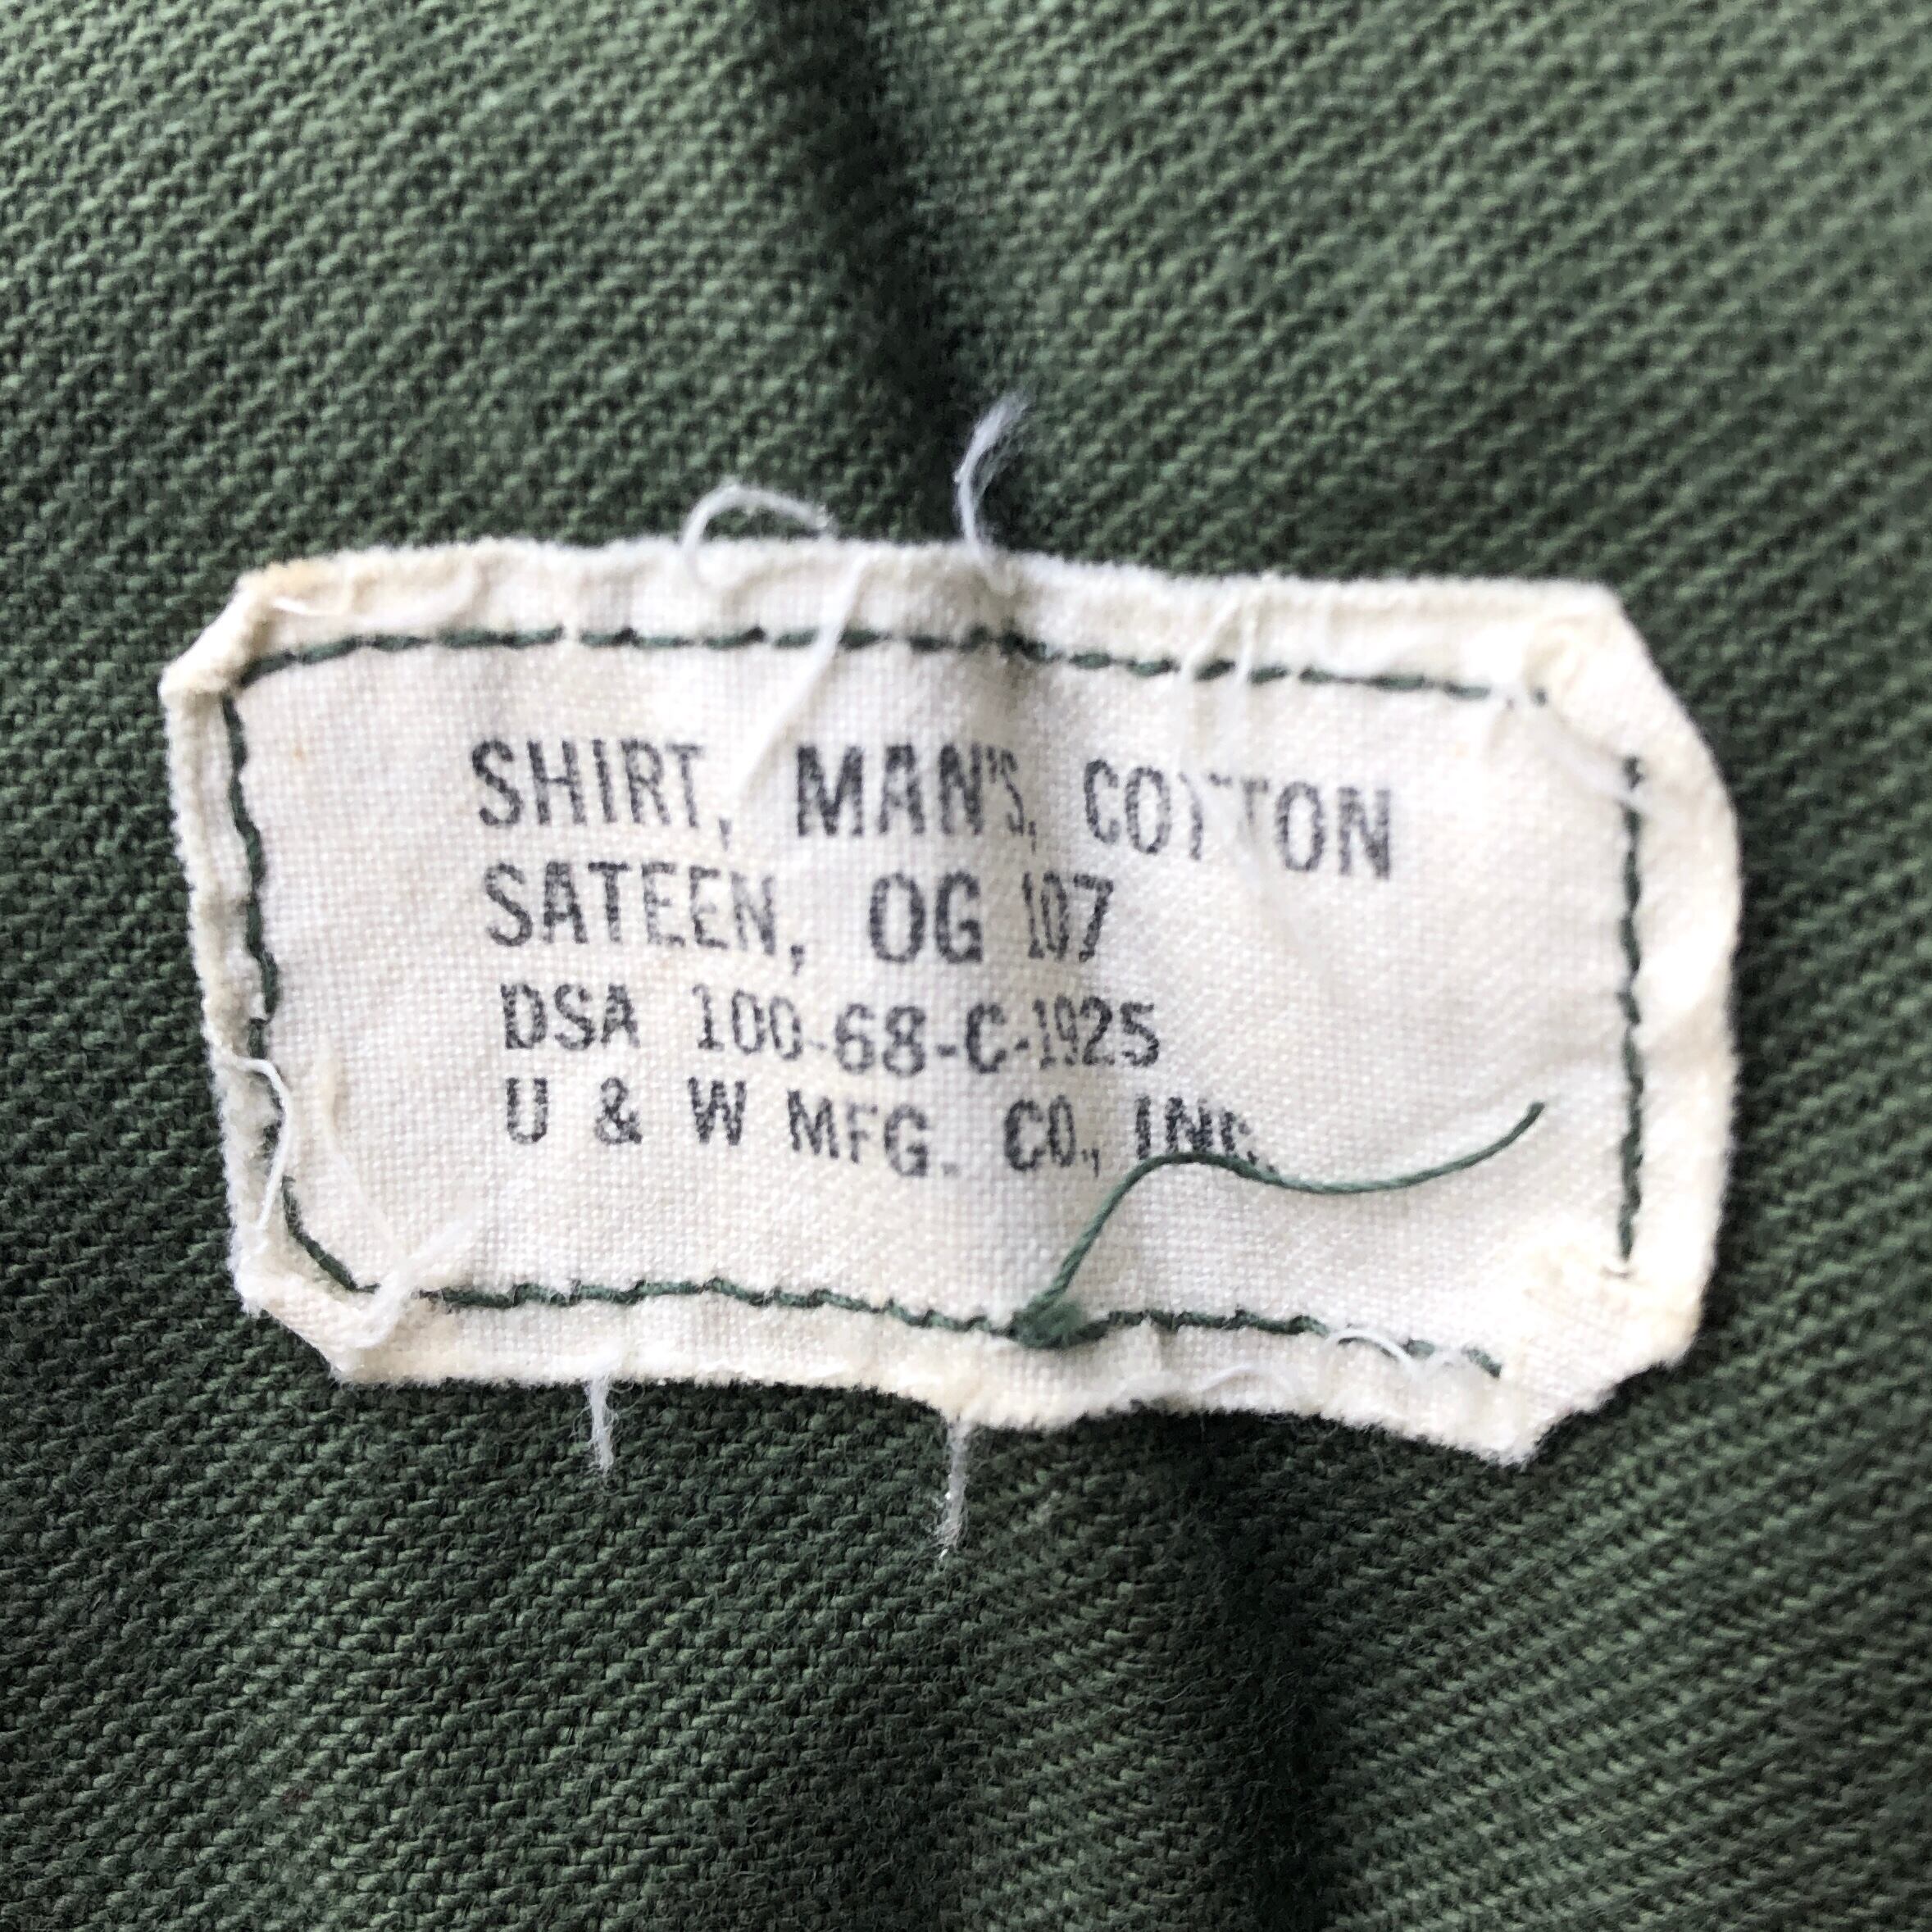 SHIRT, MAN'S, COTTON
SATEEN, OG 107
DSA 100-68-C-1925
U & W MFG. CO., INC.